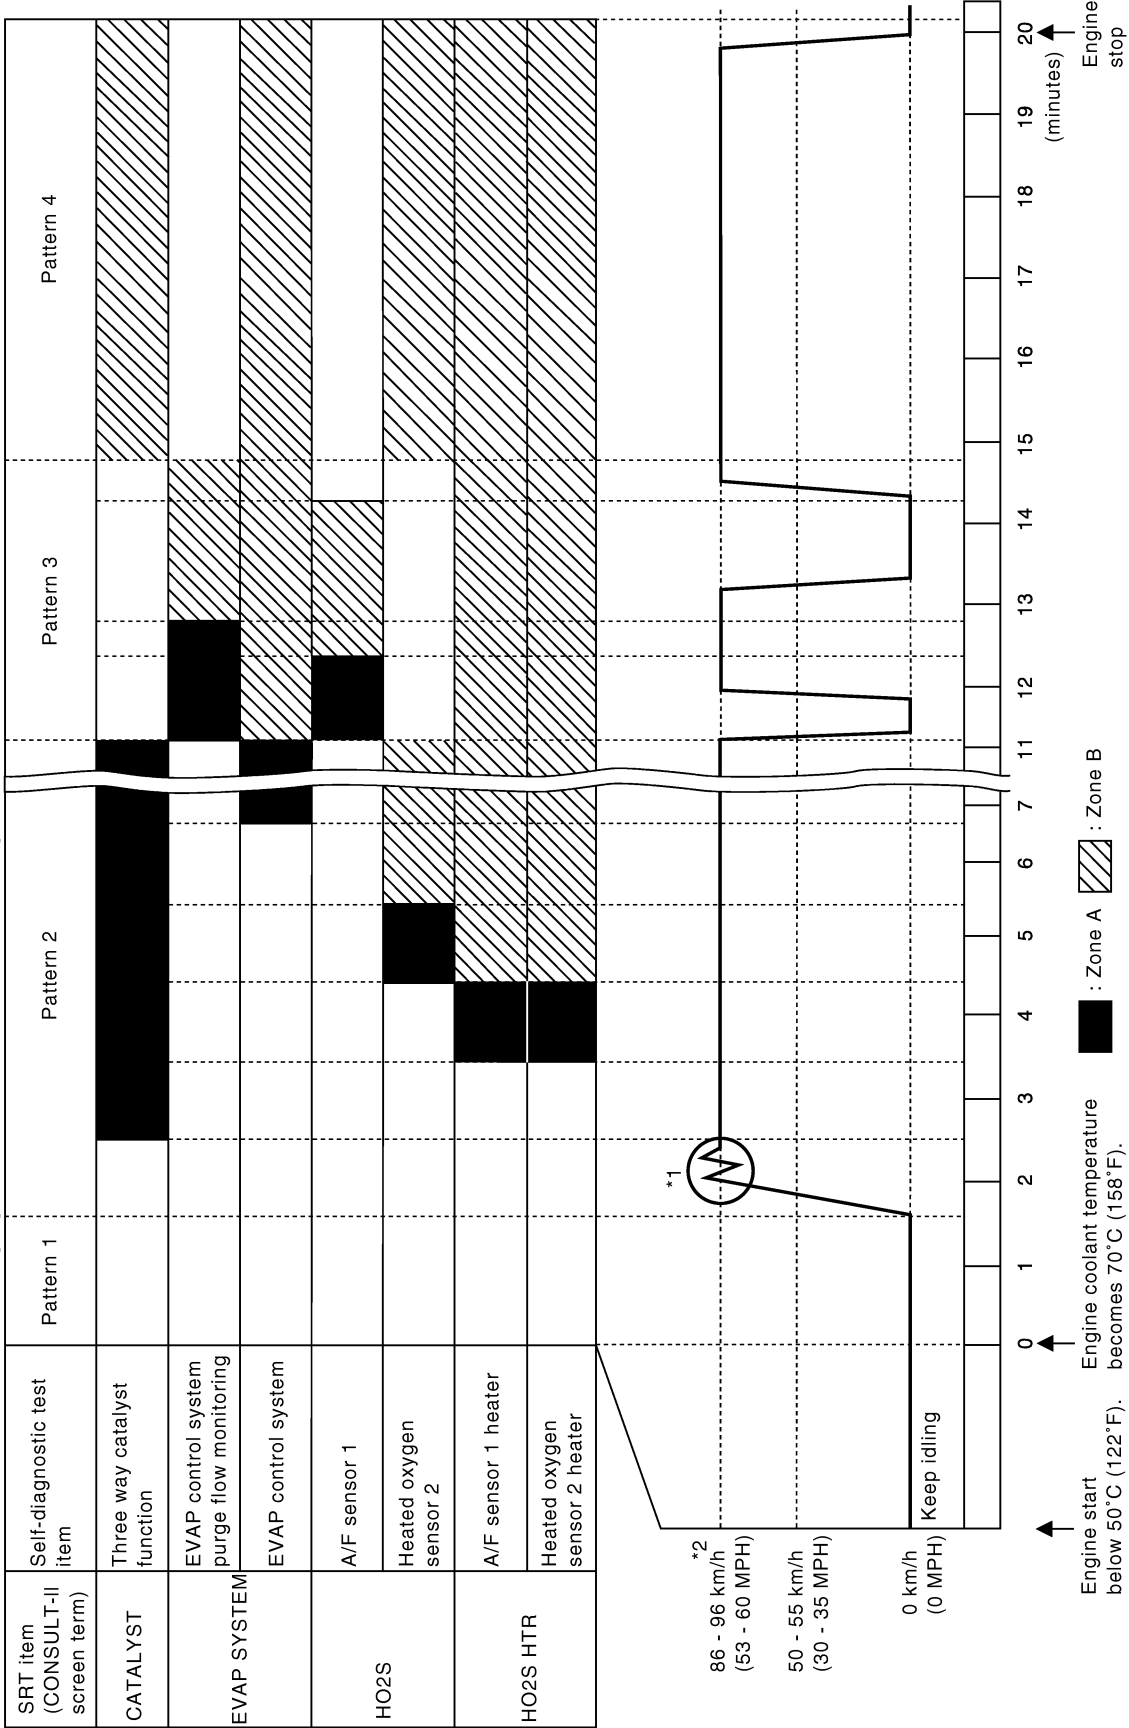 SRT item
(CONSULT-II
screen term)
Self-diagnostic test
item
Pattern 1
Pattern 2
Pattern 3
Pattern 4
CATALYST
Three way catalyst
function
EVAP SYSTEM
EVAP control system
purge flow monitoring
EVAP control system
HO2S
A/F sensor 1
Heated oxygen
sensor 2
HO2S HTR
A/F sensor 1 heater
Heated oxygen
sensor 2 heater
*1
*2
86 - 96 km/h
(53 - 60 MPH)
50 - 55 km/h
(30 - 35 MPH)
0 km/h
(0 MPH)
Keep idling
0 1 2 3 4 5 6 7 11 12 13 14 15 16 17 18 19 20
(minutes)
Engine start
below 50˚C (122˚F).
Engine coolant temperature
becomes 70˚C (158˚F).
: Zone A
: Zone B
Engine
stop